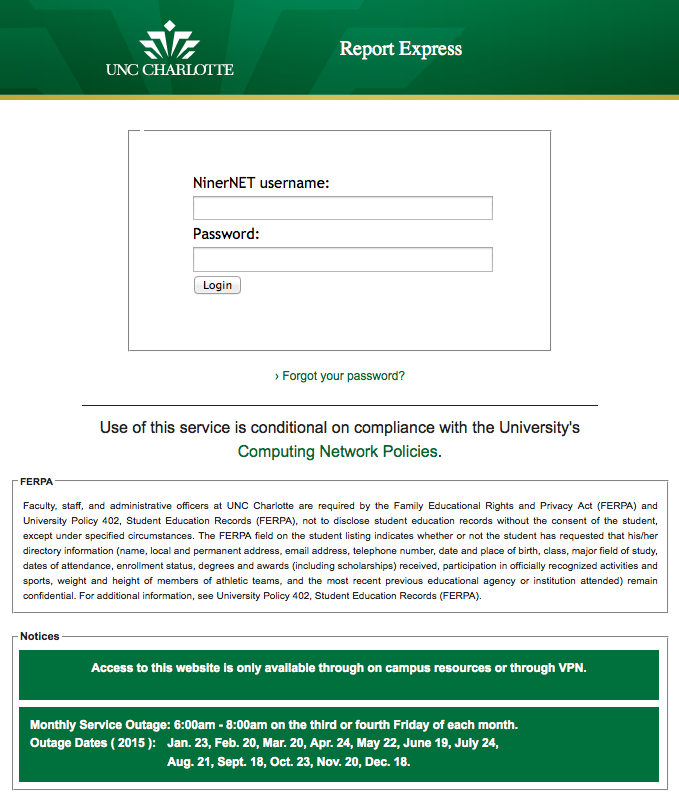 UNC CHARLOTTE
Report Express
NinerNET username:
Password:
Login
› Forgot your password?
Use of this service is conditional on compliance with the University's
Computing Network Policies.
FERPA
Faculty, staff, and administrative officers at UNC Charlotte are required by the Family Educational Rights and Privacy Act (FERPA) and
University Policy 402, Student Education Records (FERPA), not to disclose student education records without the consent of the student,
except under specified circumstances. The FERPA field on the student listing indicates whether or not the student has requested that his/her
directory information (name, local and permanent address, email address, telephone number, date and place of birth, class, major field of study,
dates of attendance, enrollment status, degrees and awards (including scholarships) received, participation in officially recognized activities and
sports, weight and height of members of athletic teams, and the most recent previous educational agency or institution attended) remain
confidential. For additional information, see University Policy 402, Student Education Records (FERPA).
Notices
Access to this website is only available through on campus resources or through VPN.
Monthly Service Outage: 6:00am - 8:00am on the third or fourth Friday of each month.
Outage Dates ( 2015 ): Jan. 23, Feb. 20, Mar. 20, Apr. 24, May 22, June 19, July 24,
Aug. 21, Sept. 18, Oct. 23, Nov. 20, Dec. 18.